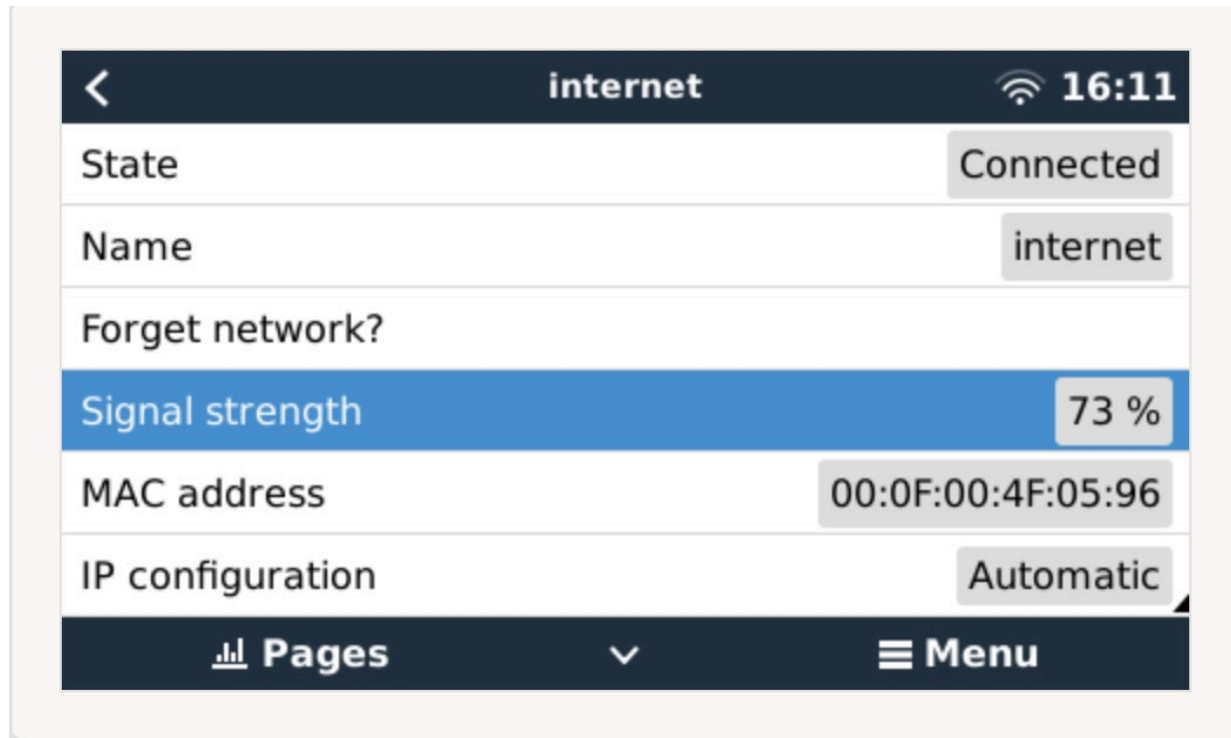 internet 16:11
State Connected
Name internet
Forget network?
Signal strength 73 %
MAC address 00:0F:00:4F:05:96
IP configuration Automatic
Pages Menu